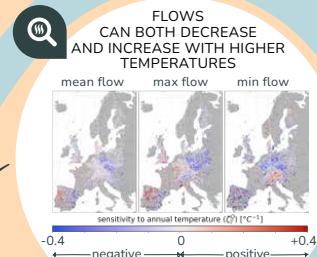 FLOWS
CAN BOTH DECREASE
AND INCREASE WITH HIGHER
TEMPERATURES
mean flow max flow min flow
sensitivity to annual temperature [°C⁻¹]
-0.4 0 +0.4
negative positive